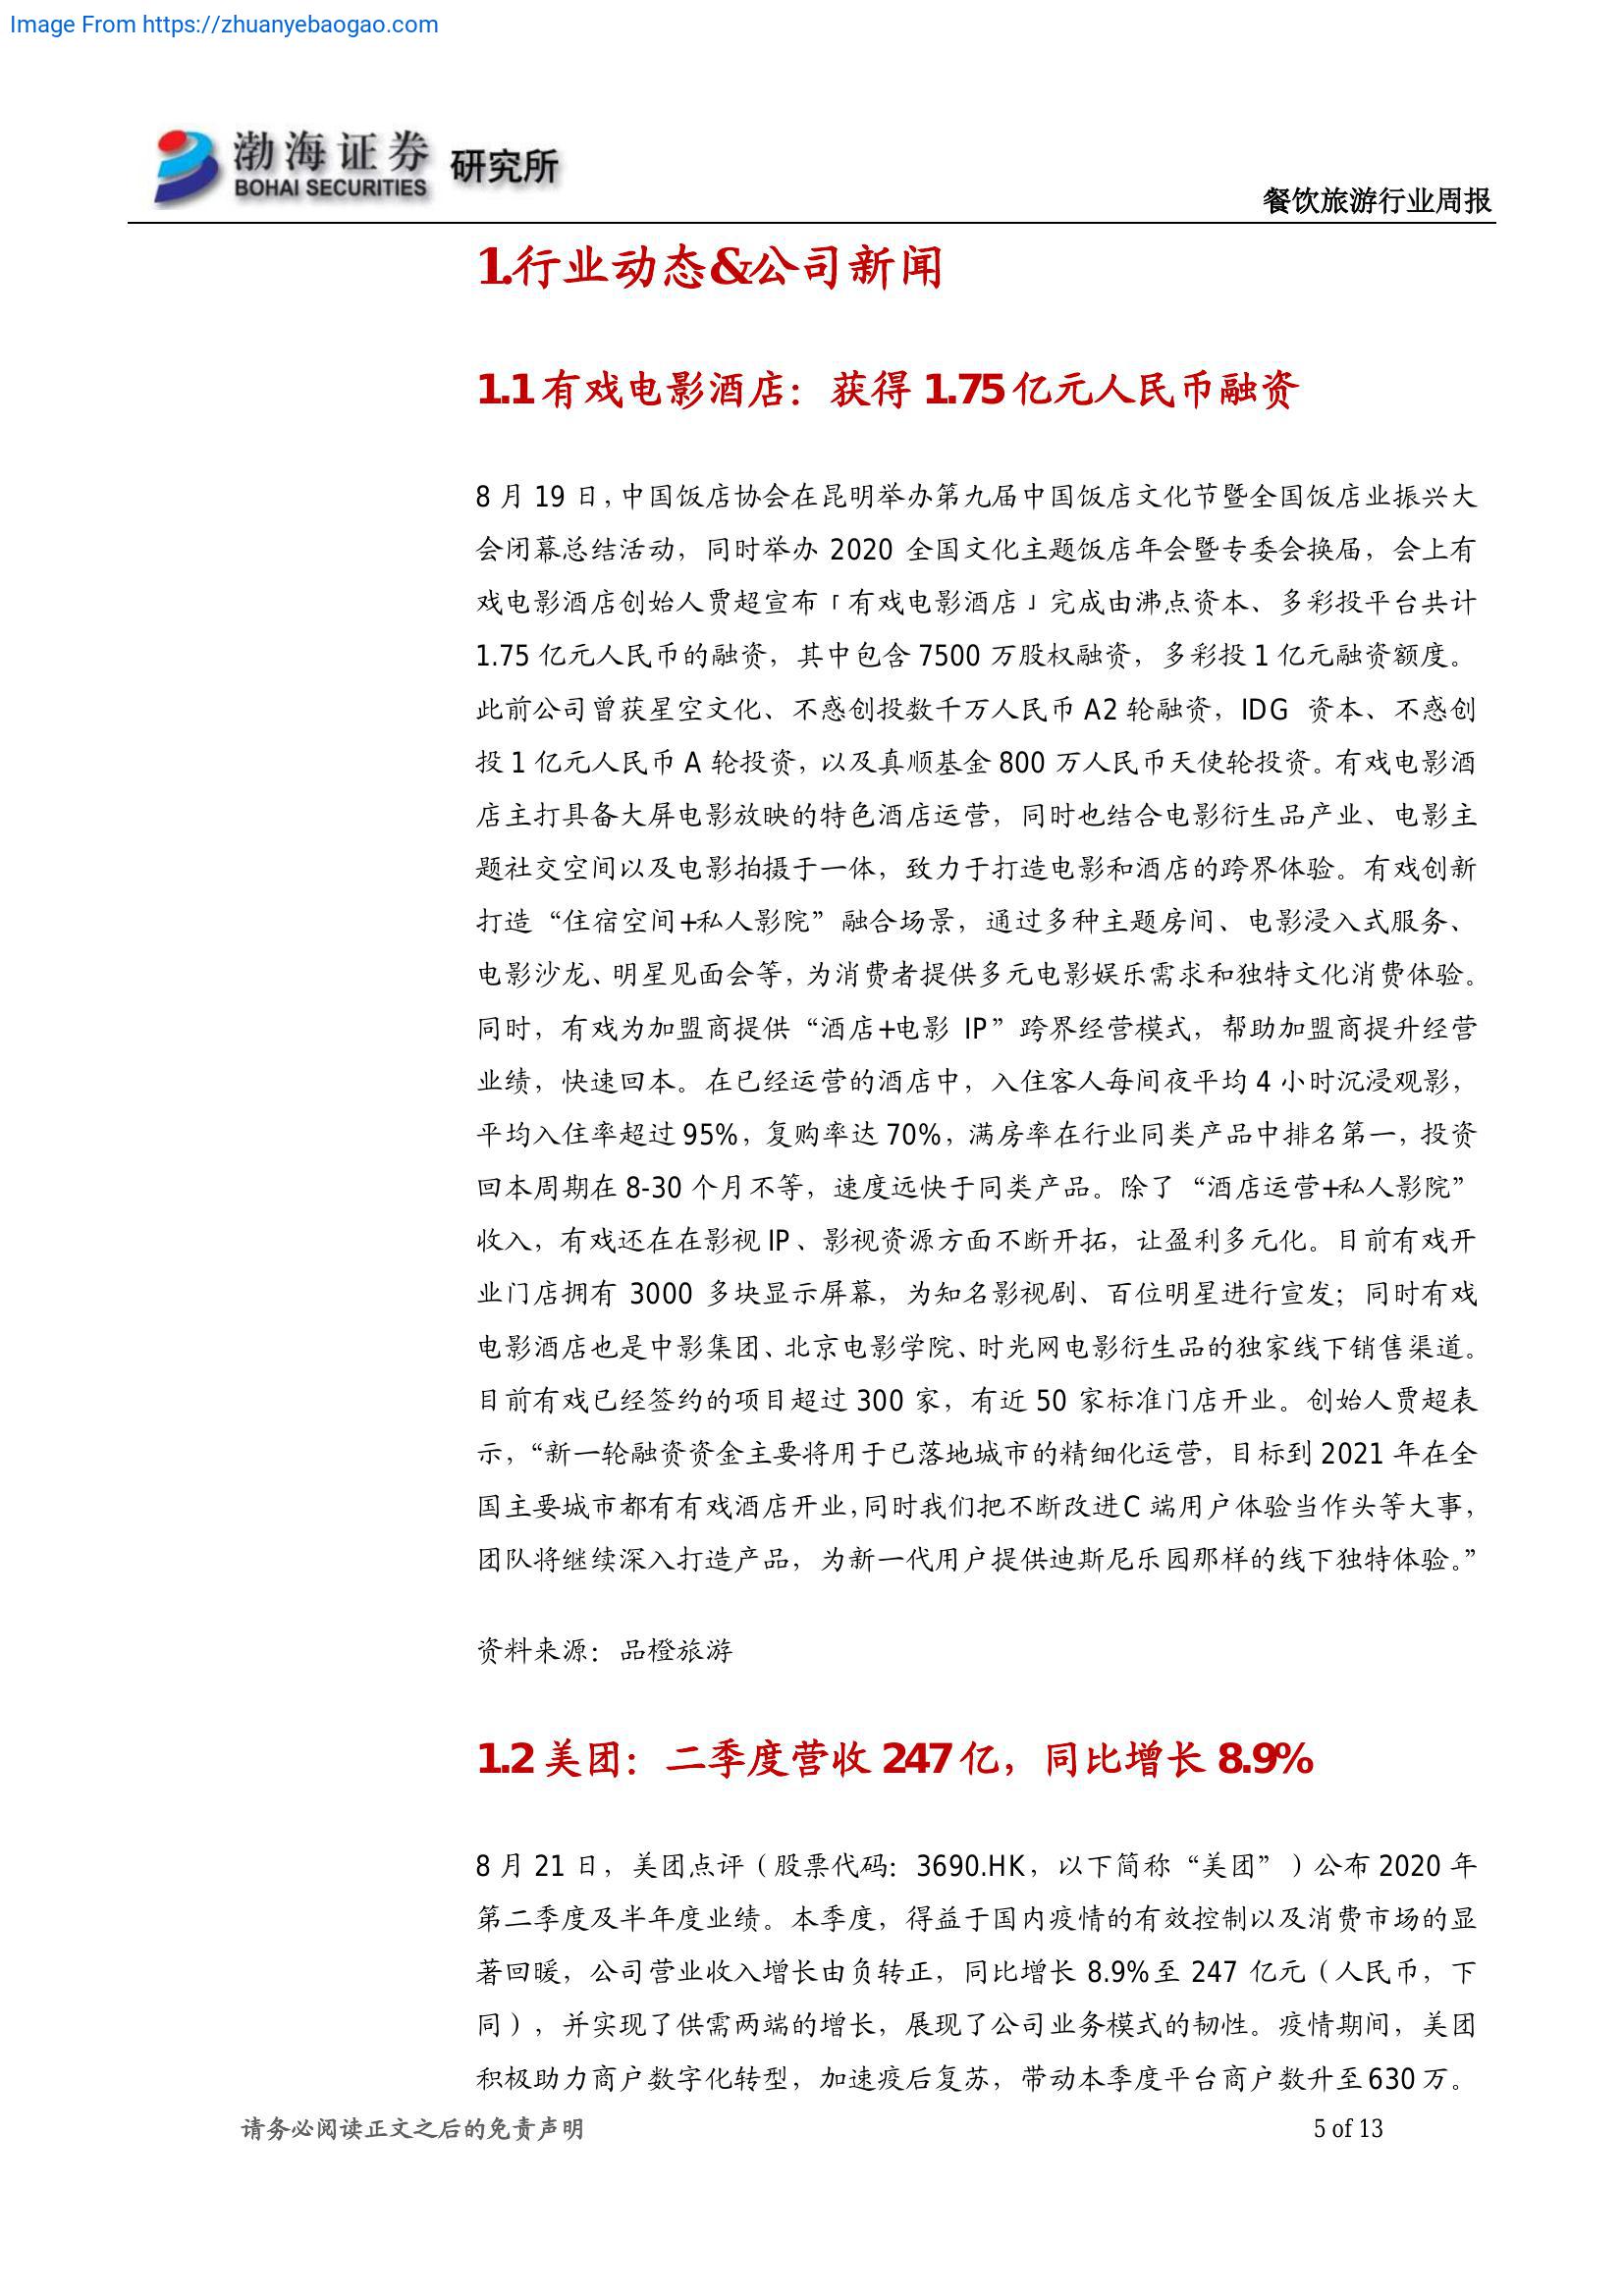 Image From https://zhuanyebaogao.com
渤海证券 研究所
BOHAI SECURITIES
餐饮旅游行业周报
1.行业动态&公司新闻
1.1 有戏电影酒店：获得 1.75 亿元人民币融资
8 月 19 日，中国饭店协会在昆明举办第九届中国饭店文化节暨全国饭店业振兴大
会闭幕总结活动，同时举办 2020 全国文化主题饭店年会暨专委会换届，会上有
戏电影酒店创始人贾超宣布「有戏电影酒店」完成由沸点资本、多彩投平台共计
1.75 亿元人民币的融资，其中包含 7500 万股权融资，多彩投 1 亿元融资额度。
此前公司曾获星空文化、不惑创投数千万人民币 A2 轮融资，IDG 资本、不惑创
投 1 亿元人民币 A 轮投资，以及真顺基金 800 万人民币天使轮投资。有戏电影酒
店主打具备大屏电影放映的特色酒店运营，同时也结合电影衍生品产业、电影主
题社交空间以及电影拍摄于一体，致力于打造电影和酒店的跨界体验。有戏创新
打造“住宿空间+私人影院”融合场景，通过多种主题房间、电影浸入式服务、
电影沙龙、明星见面会等，为消费者提供多元电影娱乐需求和独特文化消费体验。
同时，有戏为加盟商提供“酒店+电影 IP”跨界经营模式，帮助加盟商提升经营
业绩，快速回本。在已经运营的酒店中，入住客人每间夜平均 4 小时沉浸观影，
平均入住率超过 95%，复购率达 70%，满房率在行业同类产品中排名第一，投资
回本周期在 8-30 个月不等，速度远快于同类产品。除了“酒店运营+私人影院”
收入，有戏还在在影视 IP、影视资源方面不断开拓，让盈利多元化。目前有戏开
业门店拥有 3000 多块显示屏幕，为知名影视剧、百位明星进行宣发；同时有戏
电影酒店也是中影集团、北京电影学院、时光网电影衍生品的独家线下销售渠道。
目前有戏已经签约的项目超过 300 家，有近 50 家标准门店开业。创始人贾超表
示，“新一轮融资资金主要将用于已落地城市的精细化运营，目标到 2021 年在全
国主要城市都有有戏酒店开业，同时我们把不断改进C 端用户体验当作头等大事，
团队将继续深入打造产品，为新一代用户提供迪斯尼乐园那样的线下独特体验。”
资料来源：品橙旅游
1.2 美团：二季度营收 247 亿，同比增长 8.9%
8 月 21 日，美团点评（股票代码：3690.HK，以下简称“美团”）公布 2020 年
第二季度及半年度业绩。本季度，得益于国内疫情的有效控制以及消费市场的显
著回暖，公司营业收入增长由负转正，同比增长 8.9%至 247 亿元（人民币，下
同），并实现了供需两端的增长，展现了公司业务模式的韧性。疫情期间，美团
积极助力商户数字化转型，加速疫后复苏，带动本季度平台商户数升至 630 万。
请务必阅读正文之后的免责声明
5 of 13